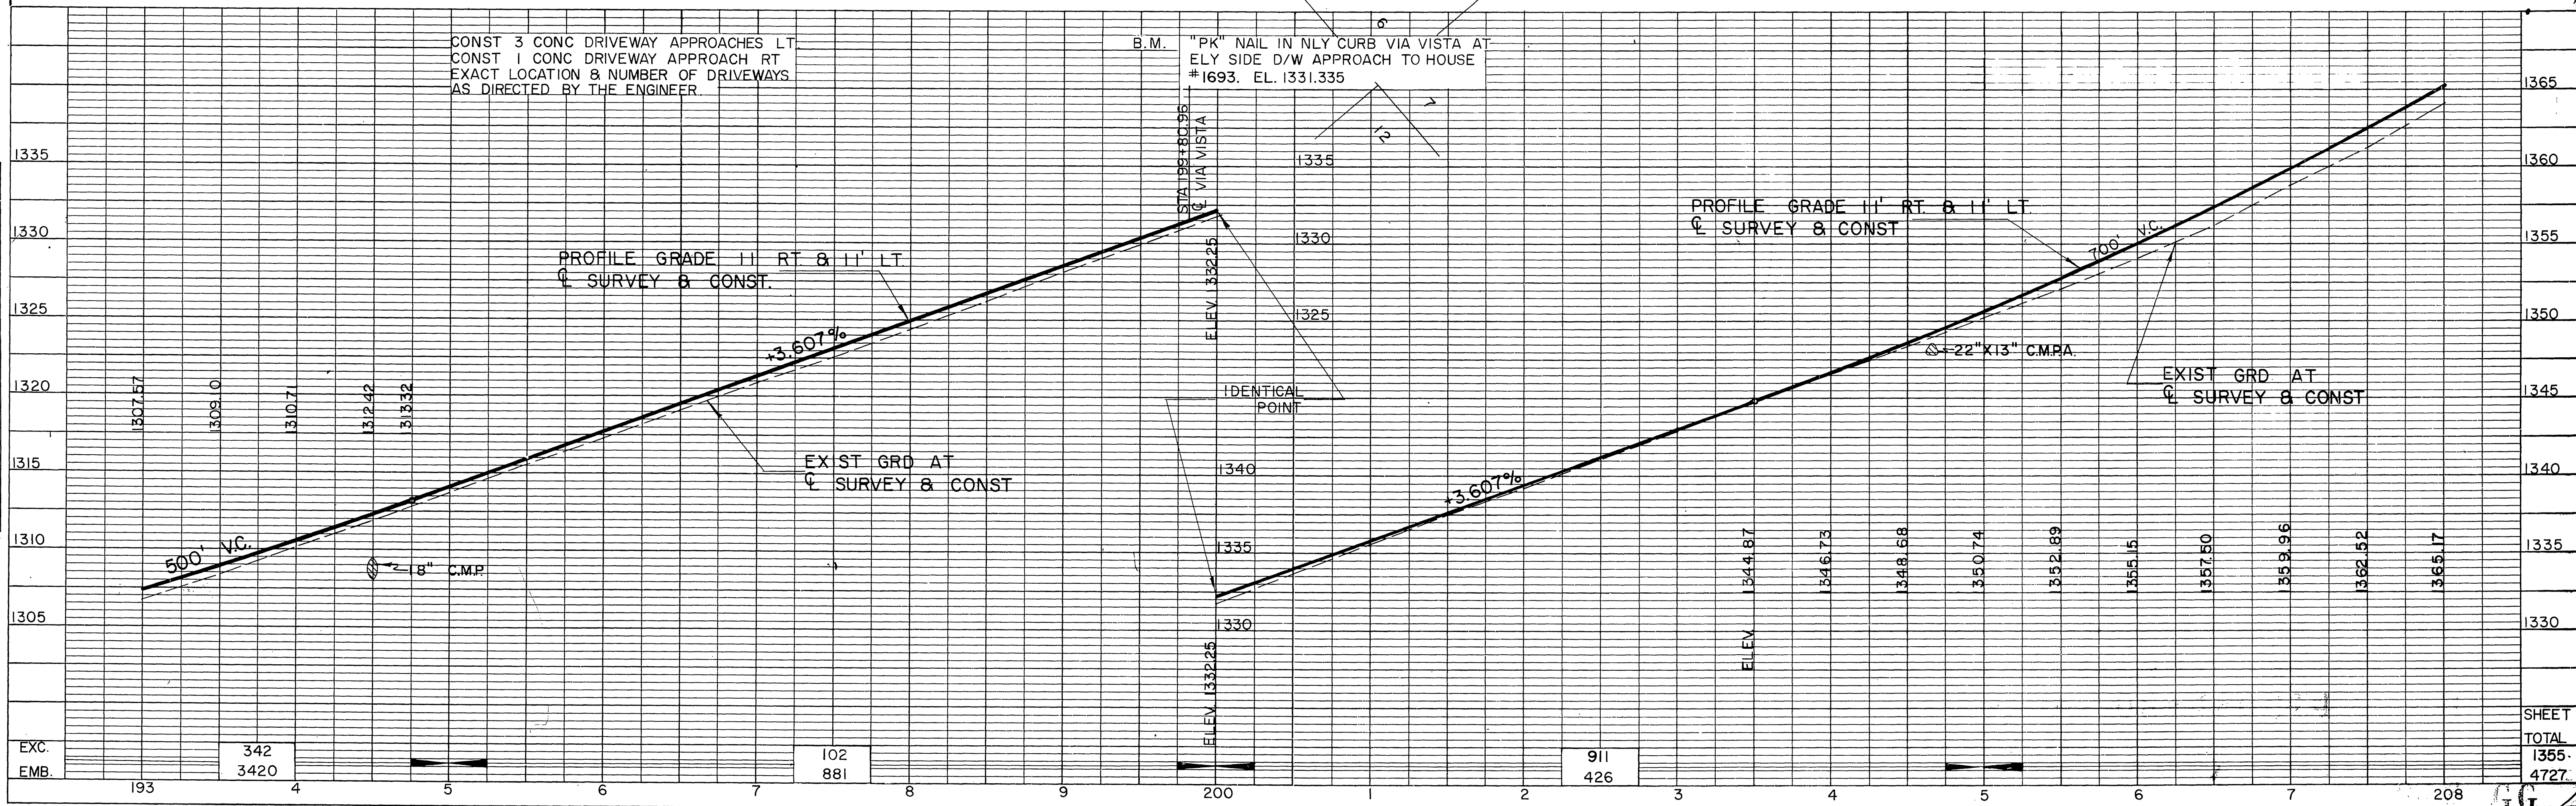 CONST 3 CONC DRIVEWAY APPROACHES LT.
CONST 1 CONC DRIVEWAY APPROACH RT
EXACT LOCATION & NUMBER OF DRIVEWAYS
AS DIRECTED BY THE ENGINEER.
B.M. "PK" NAIL IN NLY CURB VIA VISTA AT
ELY SIDE D/W APPROACH TO HOUSE
#1693. EL. 1331.335
6
7
12
STA 199+80.96
℄ VIA VISTA
1335
1330
1325
1320
1315
1310
1305
1335
1330
1325
1340
1335
1330
1365
1360
1355
1350
1345
1340
1335
1330
PROFILE GRADE 11 RT. & 11' LT.
℄ SURVEY & CONST.
+3.607%
ELEV. 1332.25
PROFILE GRADE 11' RT. & 11' LT.
℄ SURVEY & CONST
700' V.C.
22"X13" C.M.P.A.
EXIST GRD AT
℄ SURVEY & CONST
IDENTICAL
POINT
1307.57
1309.10
1310.71
1312.42
1313.32
EXIST GRD AT
℄ SURVEY & CONST
500' V.C.
18" C.M.P.
+3.607%
ELEV.
1344.87
1346.73
1348.68
1350.74
1352.89
1355.15
1357.50
1359.96
1362.52
1365.17
ELEV. 1332.25
SHEET
TOTAL
EXC. 342 102 911 1355
EMB. 3420 881 426 4727
193 4 5 6 7 8 9 200 1 2 3 4 5 6 7 208